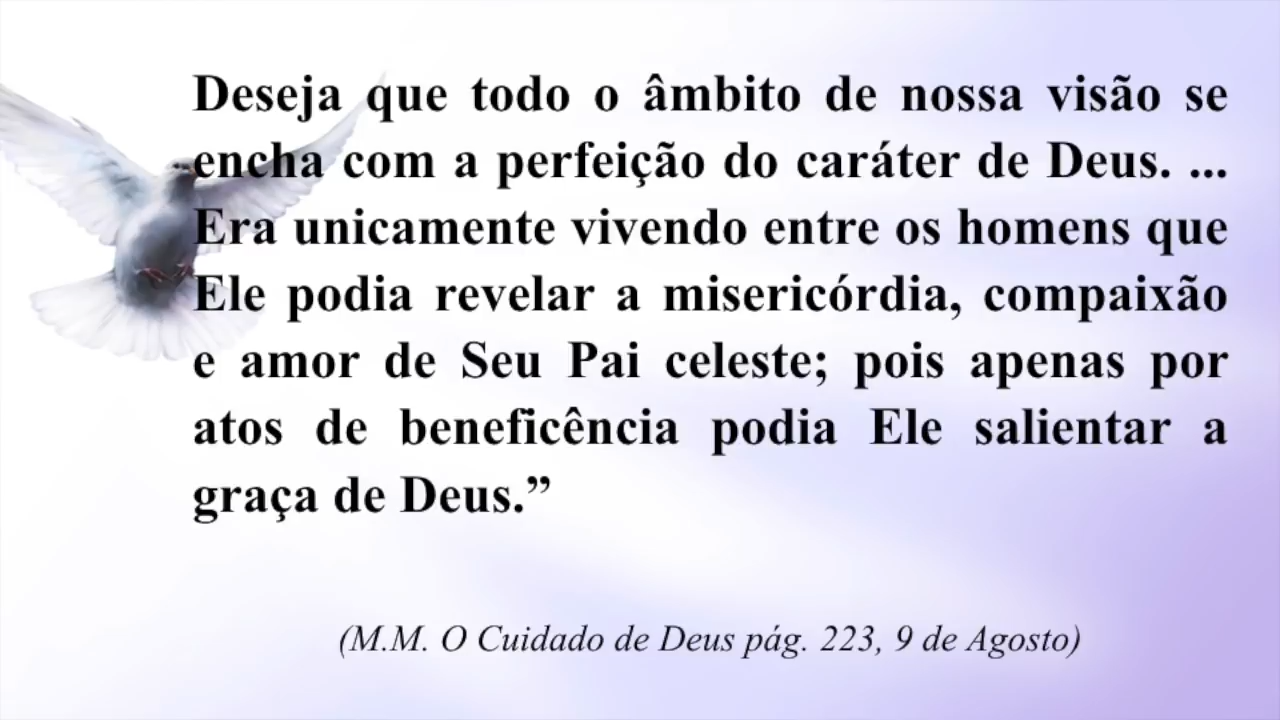 Deseja que todo o âmbito de nossa visão se
encha com a perfeição do caráter de Deus. ...
Era unicamente vivendo entre os homens que
Ele podia revelar a misericórdia, compaixão
e amor de Seu Pai celeste; pois apenas por
atos de beneficência podia Ele salientar a
graça de Deus.”
(M.M. O Cuidado de Deus pág. 223, 9 de Agosto)